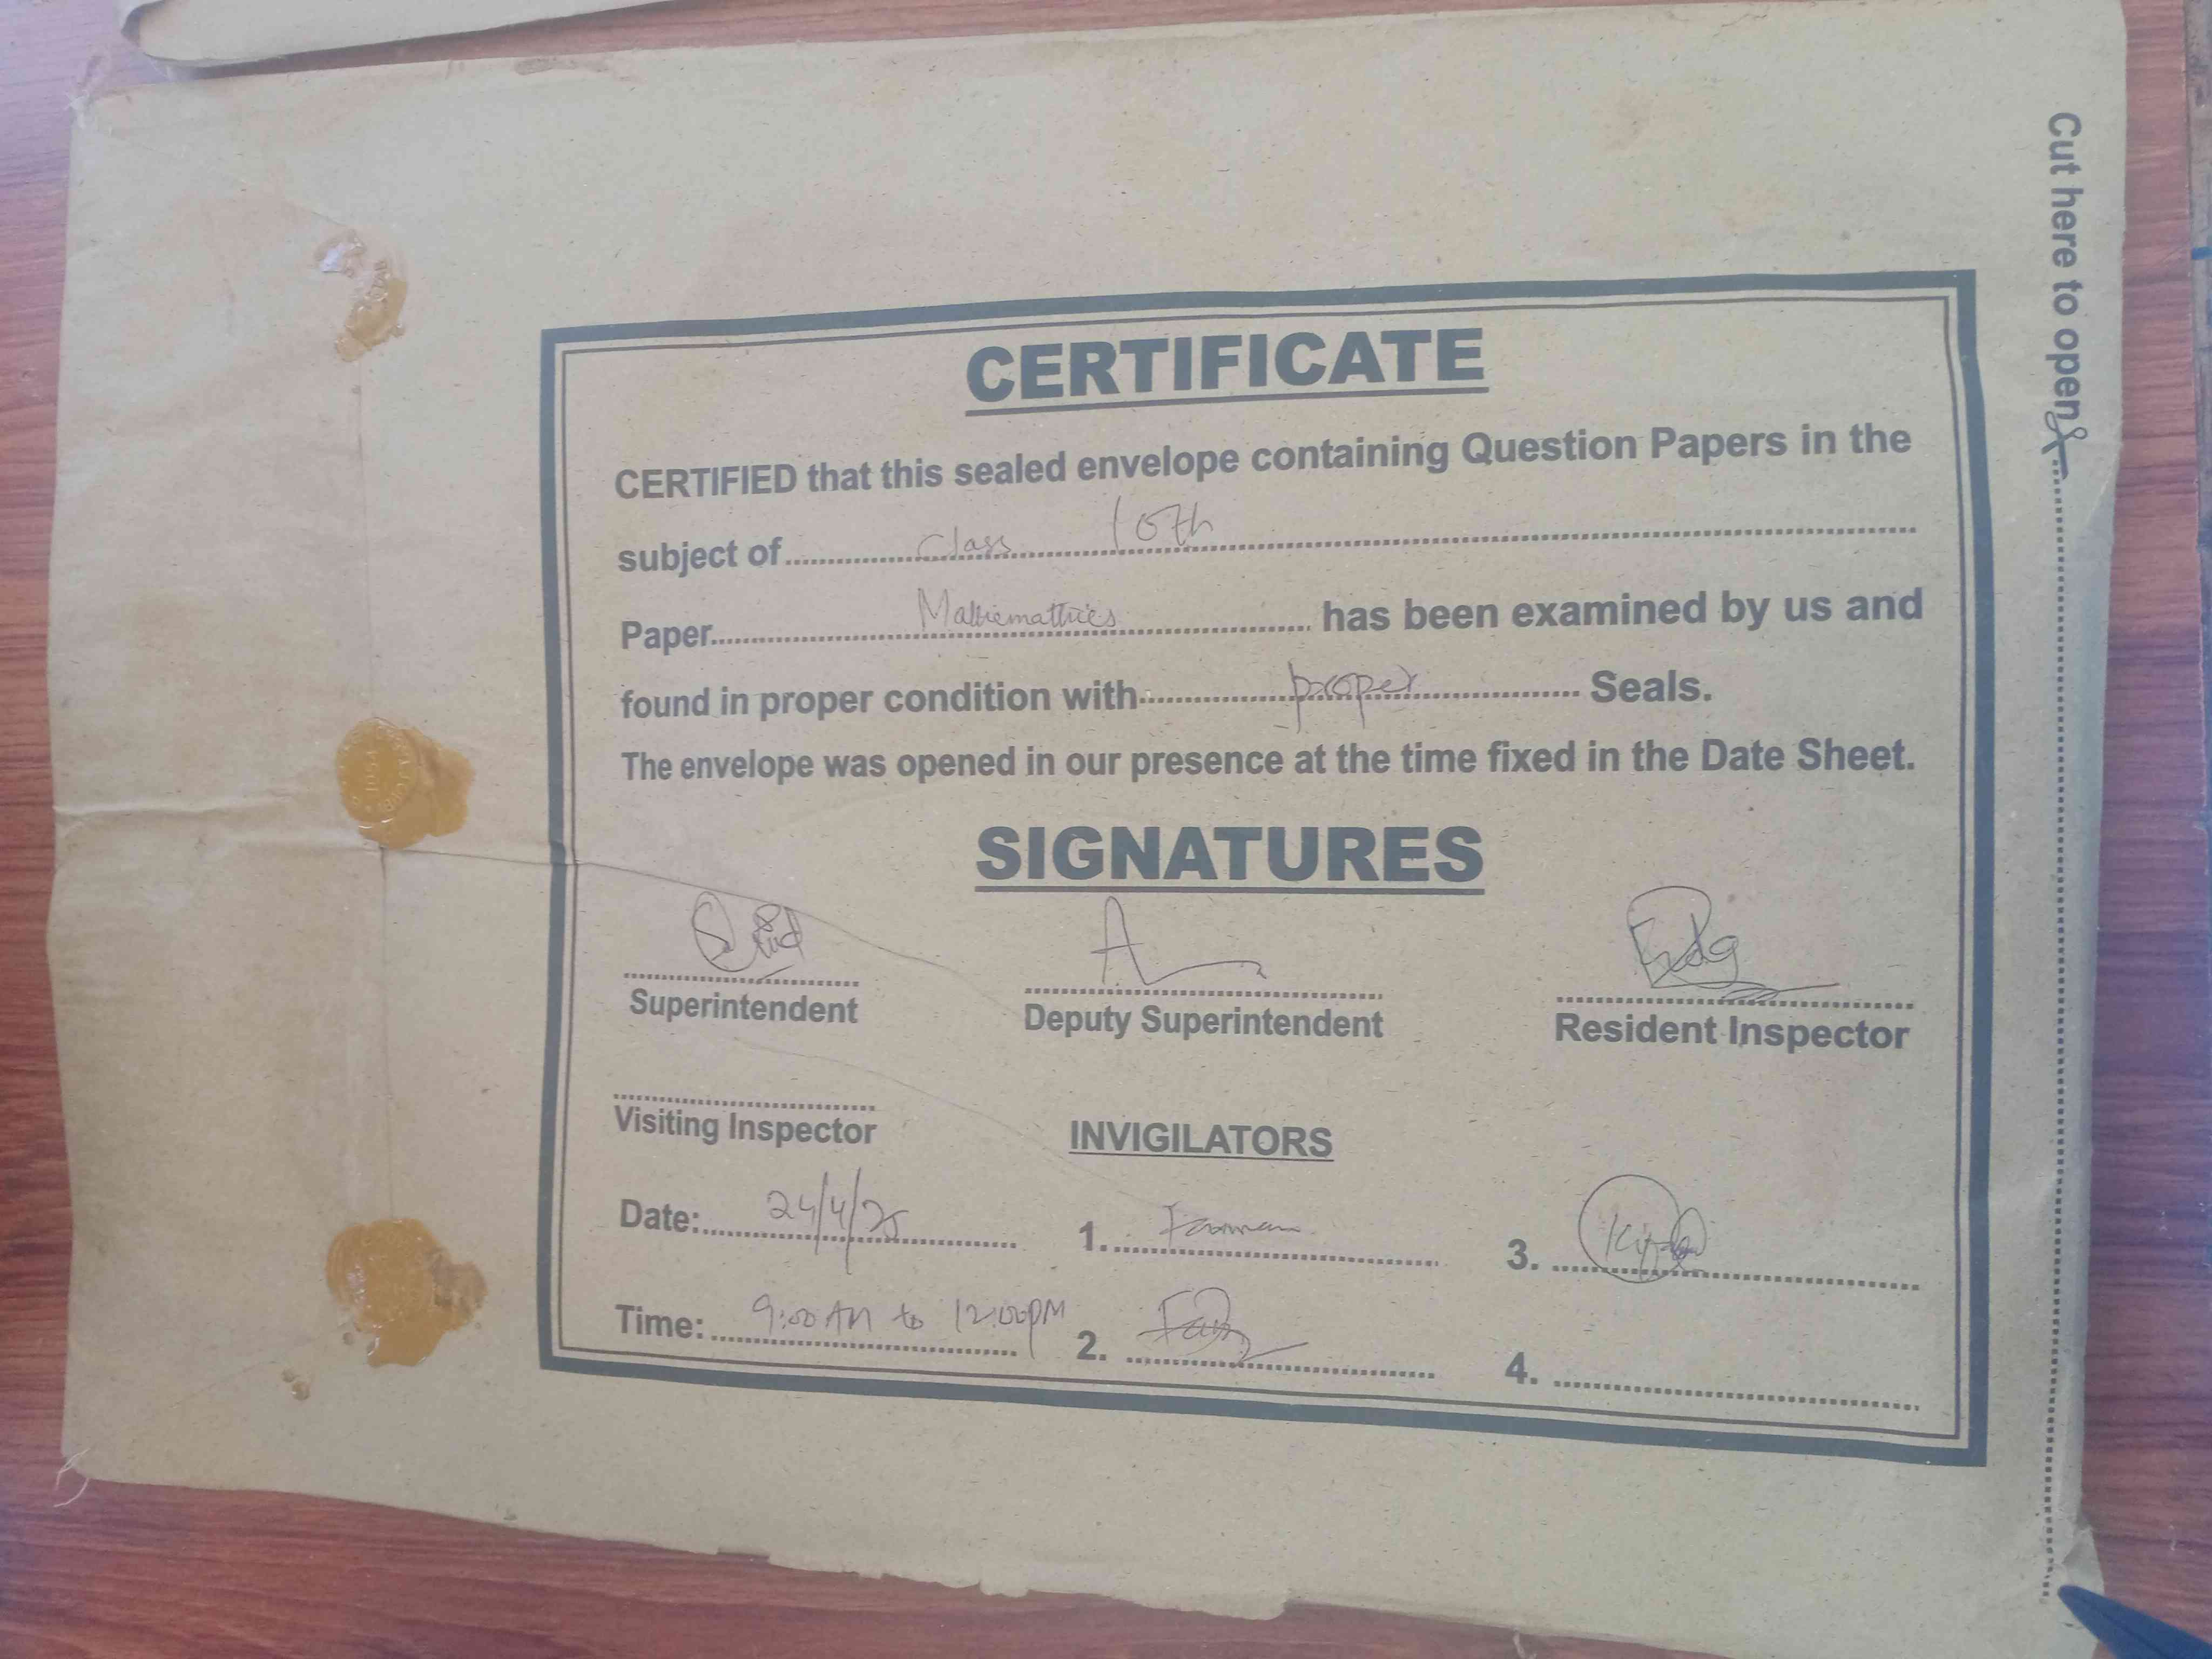 Cut here to open
CERTIFICATE
CERTIFIED that this sealed envelope containing Question Papers in the
subject of class 10th
Paper Mathemathics has been examined by us and
found in proper condition with proper Seals.
The envelope was opened in our presence at the time fixed in the Date Sheet.
SIGNATURES
Superintendent Deputy Superintendent Resident Inspector
Visiting Inspector INVIGILATORS
Date: 24/4/25 1. 3.
Time: 9:00 AM to 12:00PM 2. 4.